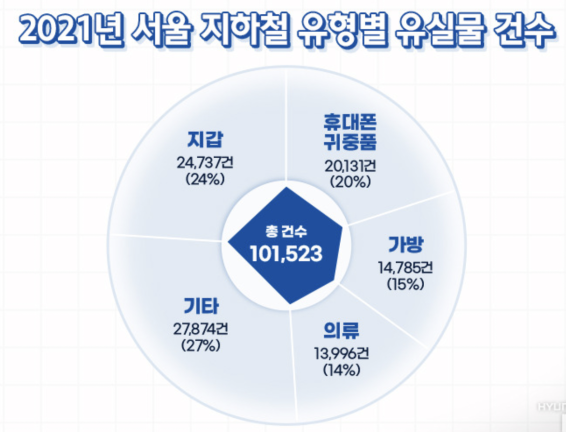 2021년 서울 지하철 유형별 유실물 건수
지갑
24,737건
(24%)
휴대폰
귀중품
20,131건
(20%)
총 건수
101,523
가방
14,785건
(15%)
기타
27,874건
(27%)
의류
13,996건
(14%)